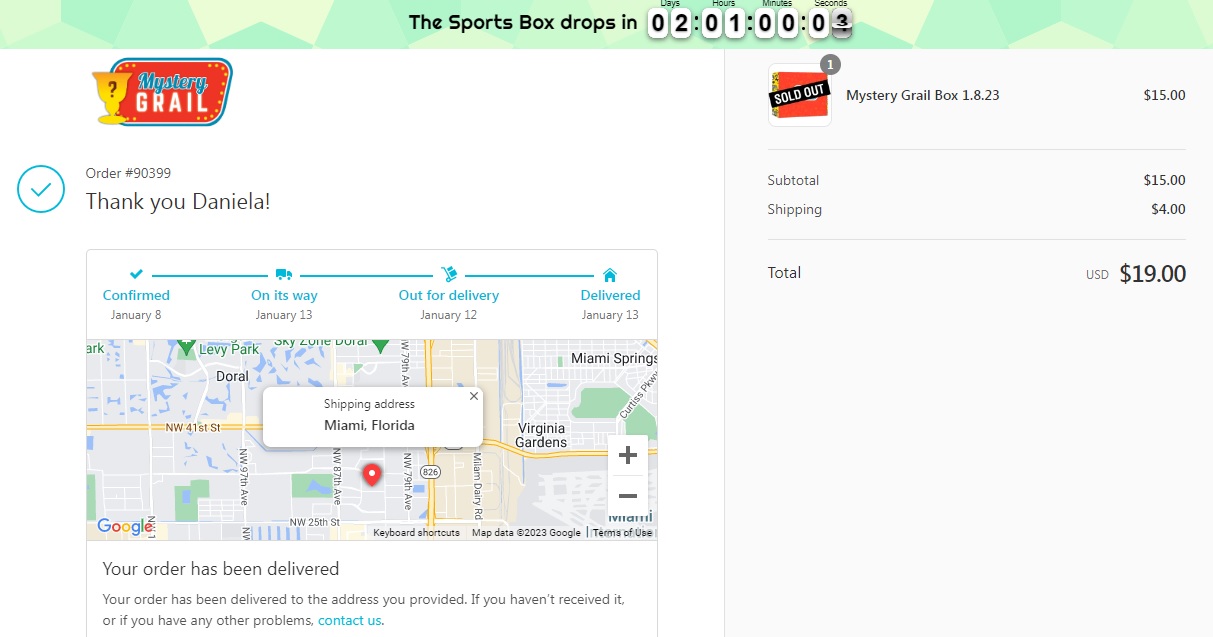 Days Hours Minutes Seconds
The Sports Box drops in 02:01:00:03
Mystery
GRAIL
?
1
SOLD OUT
Mystery Grail Box 1.8.23 $15.00
Order #90399
Thank you Daniela!
Subtotal $15.00
Shipping $4.00
Total USD $19.00
Confirmed On its way Out for delivery Delivered
January 8 January 13 January 12 January 13
ark
Levy Park
Sky Zone Doral
Doral
Miami Springs
Curtiss Pkwy
Shipping address
Miami, Florida
NW 41st St
Virginia
Gardens
NW 97th Ave
NW 87th Ave
NW 79th Ave
W 79th Av
826
Milam Dairy Rd
NW 25th St
Miami
+
−
Google
Keyboard shortcuts Map data ©2023 Google Terms of Use
Your order has been delivered
Your order has been delivered to the address you provided. If you haven't received it,
or if you have any other problems, contact us.